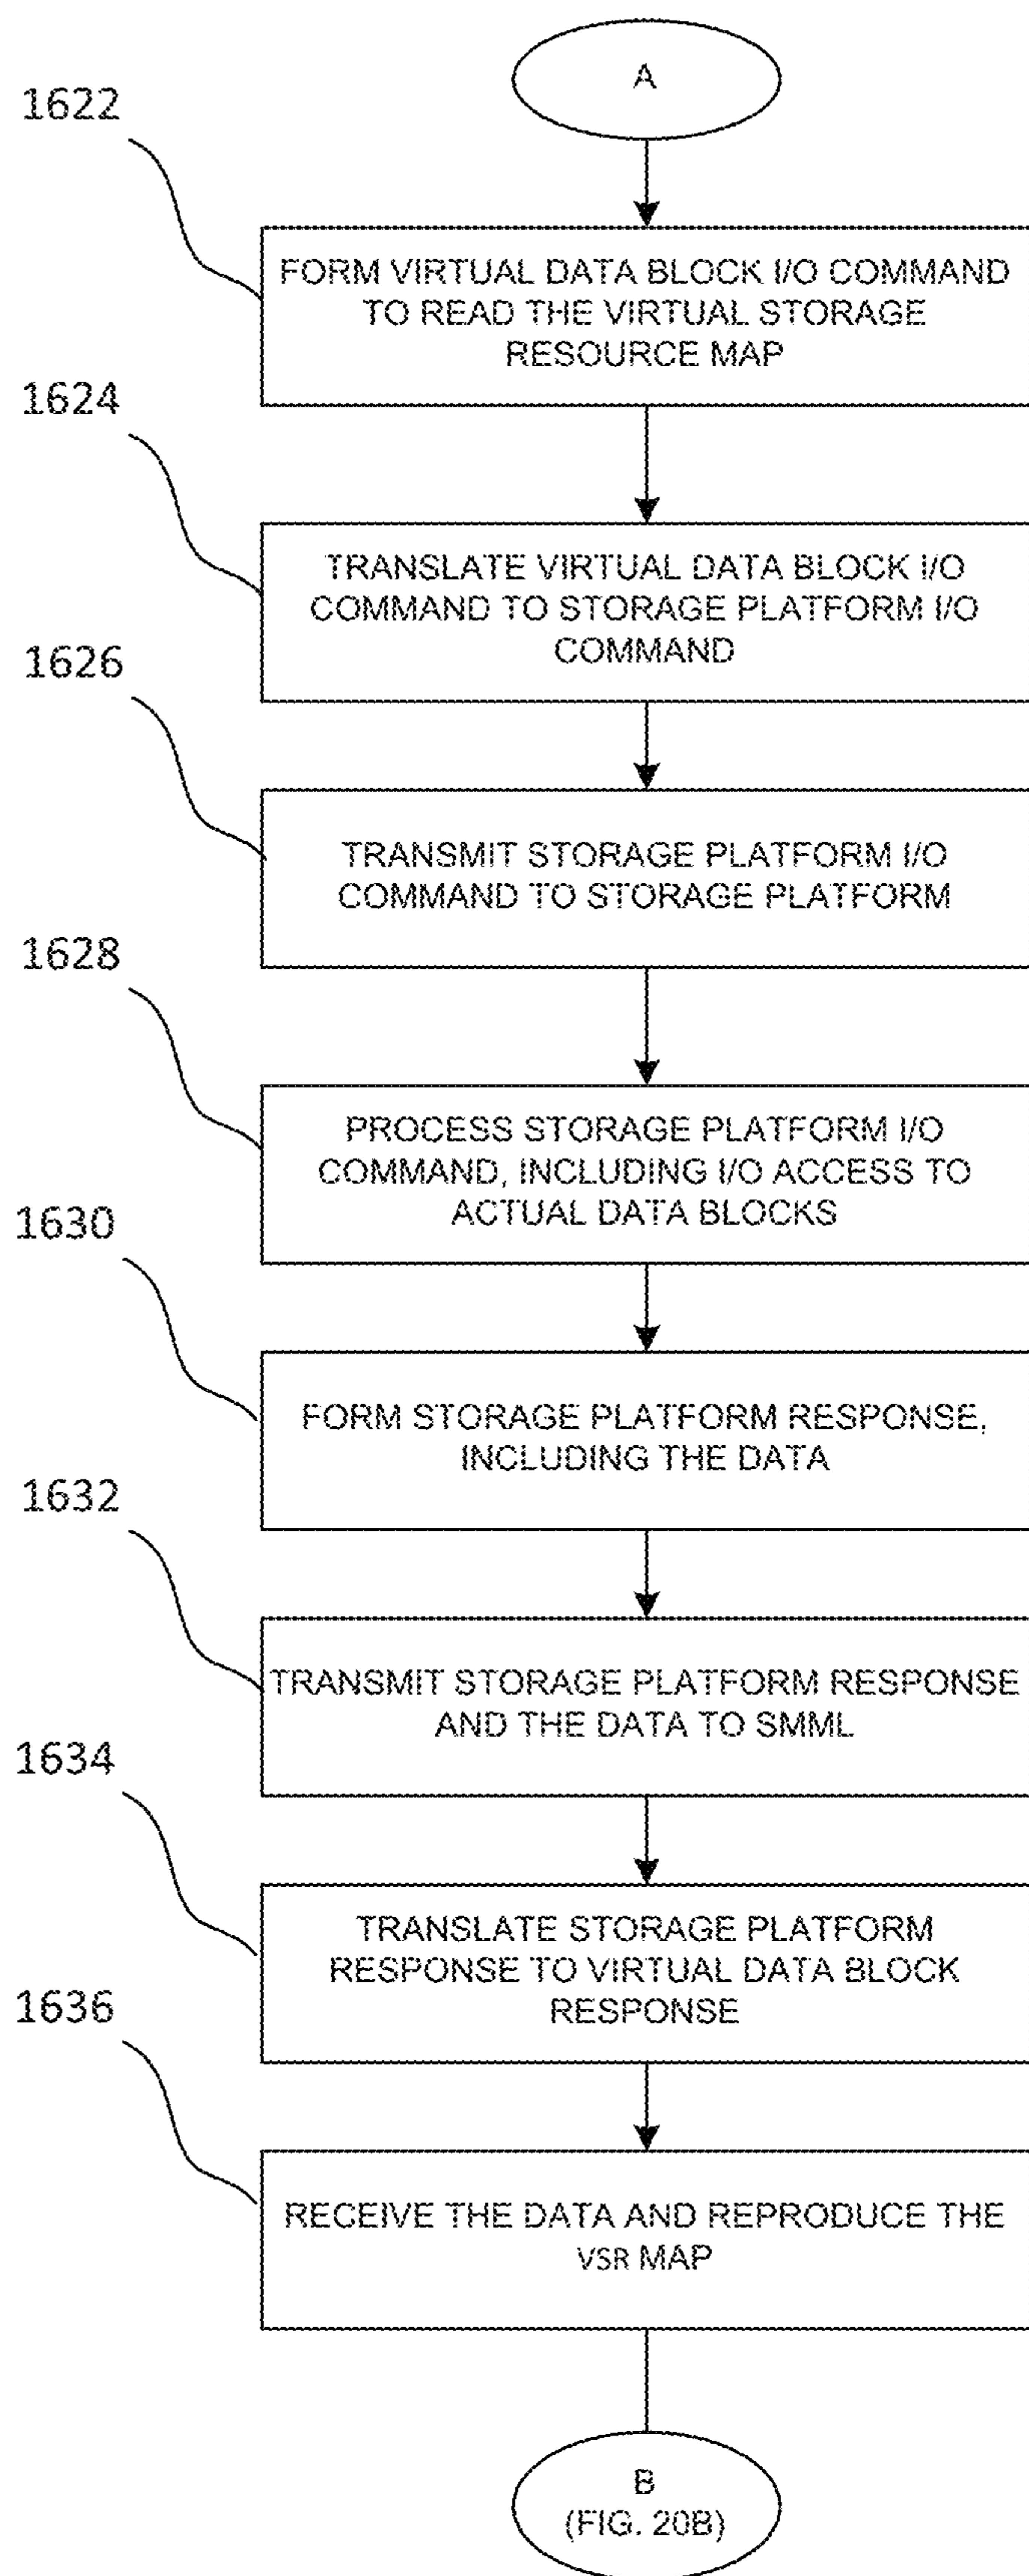 A
1622
FORM VIRTUAL DATA BLOCK I/O COMMAND
TO READ THE VIRTUAL STORAGE
RESOURCE MAP
1624
TRANSLATE VIRTUAL DATA BLOCK I/O
COMMAND TO STORAGE PLATFORM I/O
COMMAND
1626
TRANSMIT STORAGE PLATFORM I/O
COMMAND TO STORAGE PLATFORM
1628
PROCESS STORAGE PLATFORM I/O
COMMAND, INCLUDING I/O ACCESS TO
ACTUAL DATA BLOCKS
1630
FORM STORAGE PLATFORM RESPONSE,
INCLUDING THE DATA
1632
TRANSMIT STORAGE PLATFORM RESPONSE
AND THE DATA TO SMML
1634
TRANSLATE STORAGE PLATFORM
RESPONSE TO VIRTUAL DATA BLOCK
RESPONSE
1636
RECEIVE THE DATA AND REPRODUCE THE
VSR MAP
B
(FIG. 20B)